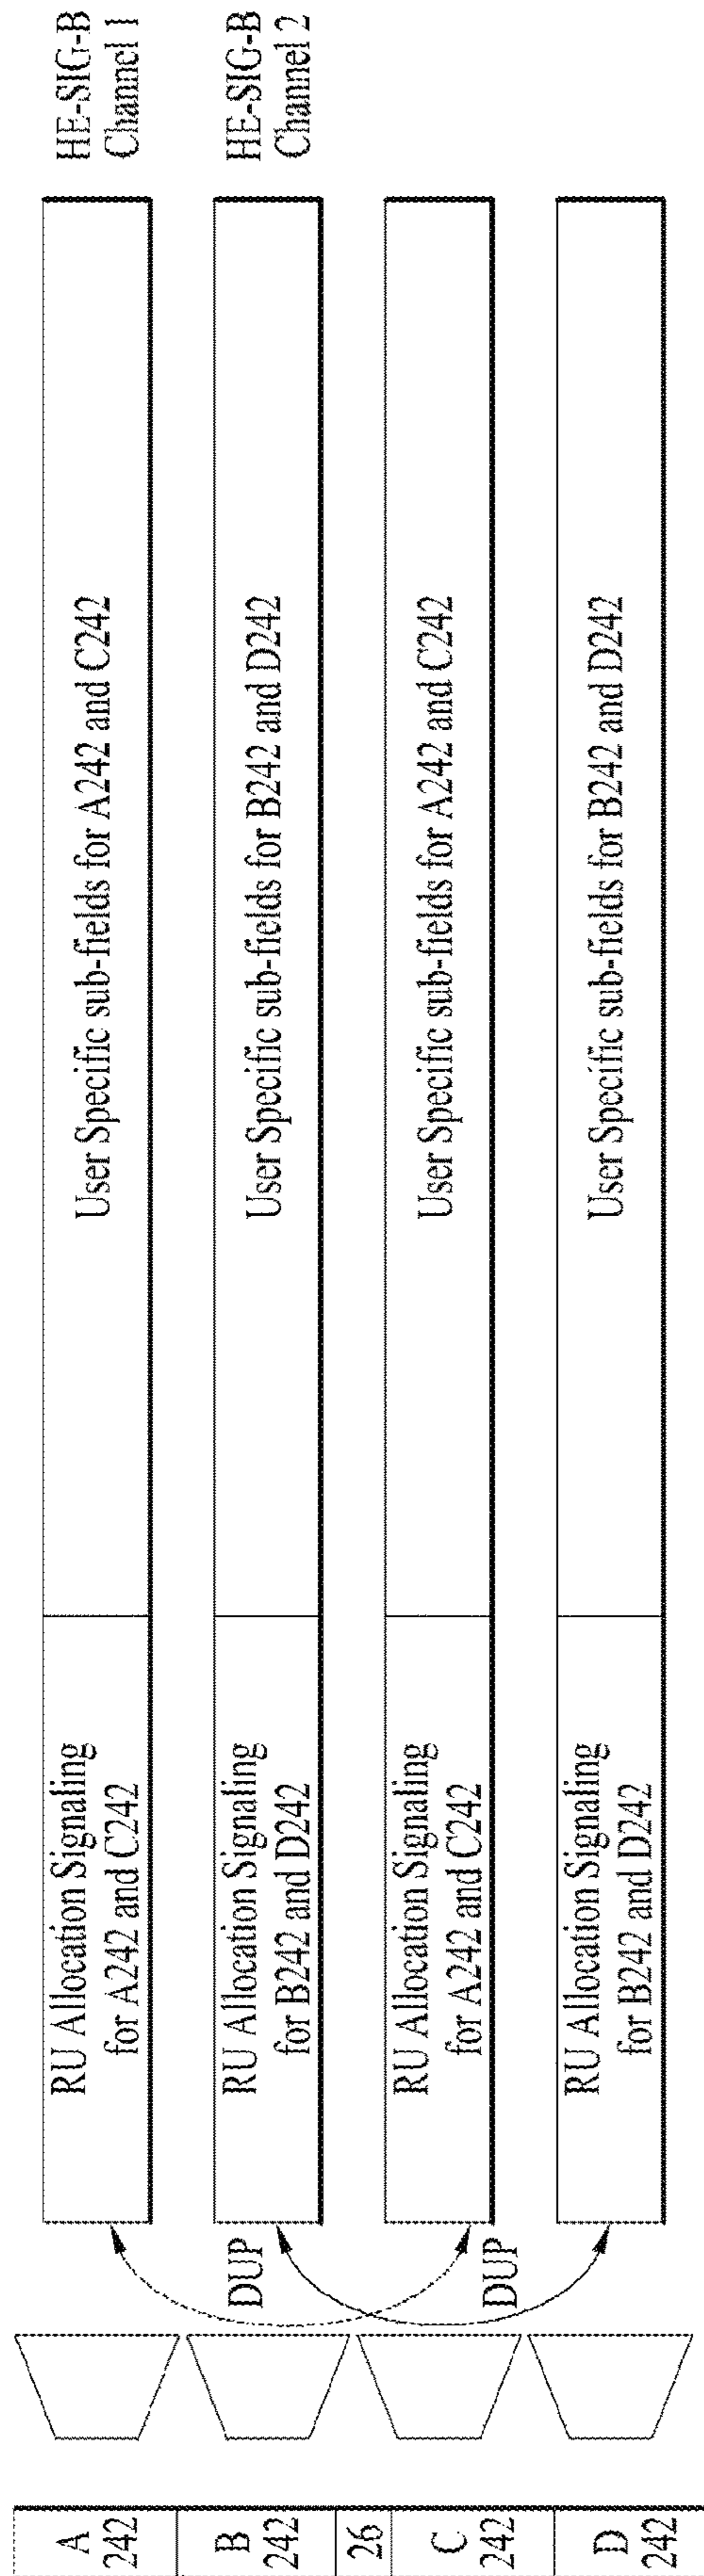 HE-SIG-B
Channel 1
User Specific sub-fields for A242 and C242
RU Allocation Signaling
for A242 and C242
HE-SIG-B
Channel 2
User Specific sub-fields for B242 and D242
RU Allocation Signaling
for B242 and D242
User Specific sub-fields for A242 and C242
RU Allocation Signaling
for A242 and C242
User Specific sub-fields for B242 and D242
RU Allocation Signaling
for B242 and D242
DUP
DUP
A
242
B
242
26
C
242
D
242